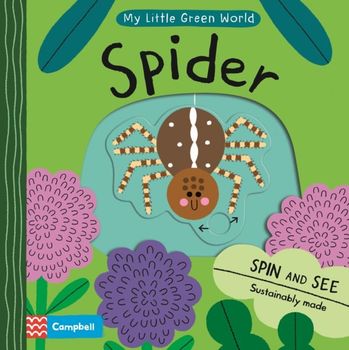 My Little Green World
Spider
SPIN AND SEE
Sustainably made
Campbell